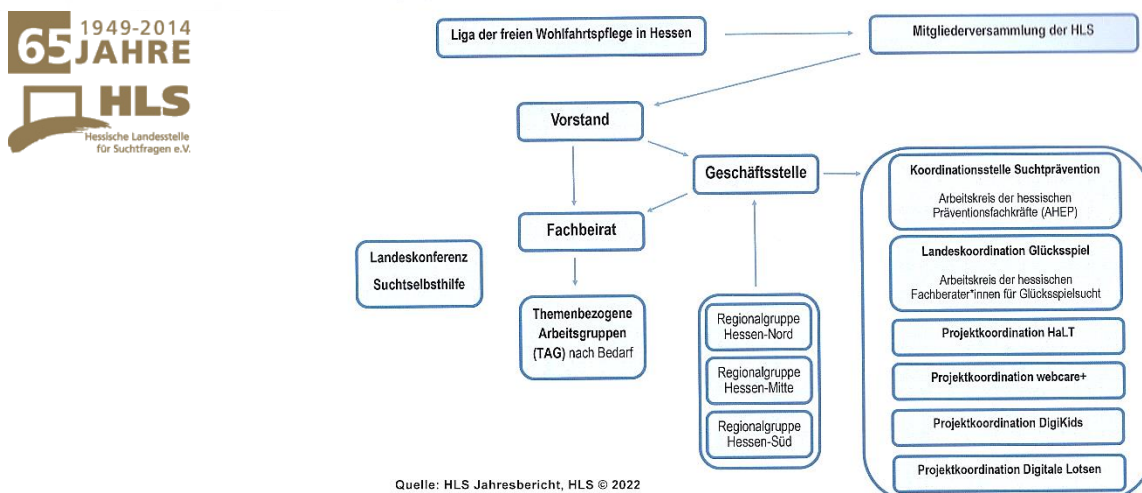 65 1949-2014
JAHRE
HLS
Hessische Landesstelle
für Suchtfragen e.V.
Liga der freien Wohlfahrtspflege in Hessen
Mitgliederversammlung der HLS
Vorstand
Geschäftsstelle
Fachbeirat
Landeskonferenz
Suchtselbsthilfe
Themenbezogene
Arbeitsgruppen
(TAG) nach Bedarf
Regionalgruppe
Hessen-Nord
Regionalgruppe
Hessen-Mitte
Regionalgruppe
Hessen-Süd
Koordinationsstelle Suchtprävention
Arbeitskreis der hessischen
Präventionsfachkräfte (AHEP)
Landeskoordination Glücksspiel
Arbeitskreis der hessischen
Fachberater*innen für Glücksspielsucht
Projektkoordination HaLT
Projektkoordination webcare+
Projektkoordination DigiKids
Projektkoordination Digitale Lotsen
Quelle: HLS Jahresbericht, HLS © 2022